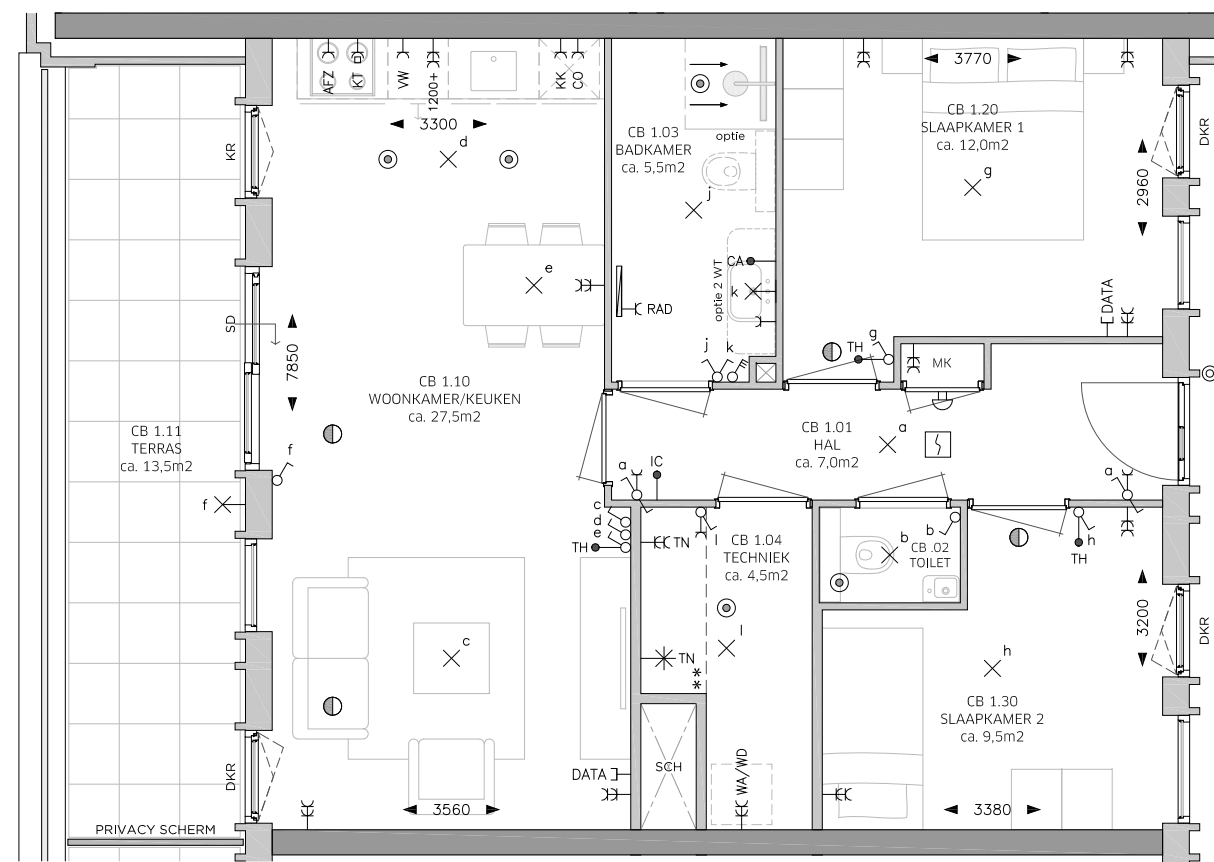 AFZ
KT
VW
1200+
KK
CO
3300
d
KR
CB 1.03
BADKAMER
ca. 5,5m2
optie
j
3770
CB 1.20
SLAAPKAMER 1
ca. 12,0m2
g
DKR
2960
e
CA
k
optie 2 WT
RAD
j
k
DATA
g
TH
MK
SD
7850
CB 1.10
WOONKAMER/KEUKEN
ca. 27,5m2
CB 1.11
TERRAS
ca. 13,5m2
f
f
CB 1.01
HAL
ca. 7,0m2
a
a
IC
a
c
d
e
TH
TN
l
CB 1.04
TECHNIEK
ca. 4,5m2
b
b
CB .02
TOILET
h
TH
3200
DKR
c
TN
l
**
h
CB 1.30
SLAAPKAMER 2
ca. 9,5m2
SCH
WA/WD
DATA
DKR
3560
3380
PRIVACY SCHERM